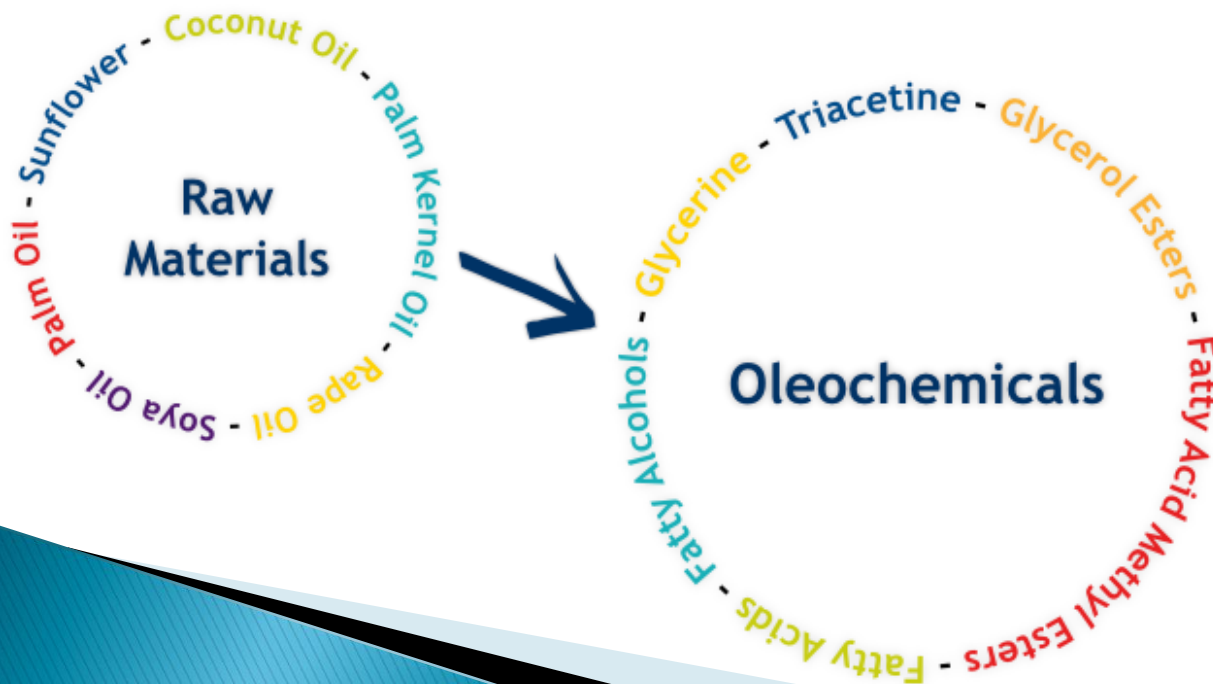 Sunflower - Coconut Oil - Palm Kernel Oil - Rape Oil - Soya Oil - Palm Oil -
Raw
Materials
Glycerine - Triacetine - Glycerol Esters - Fatty Acid Methyl Esters - Fatty Acids - Fatty Alcohols -
Oleochemicals